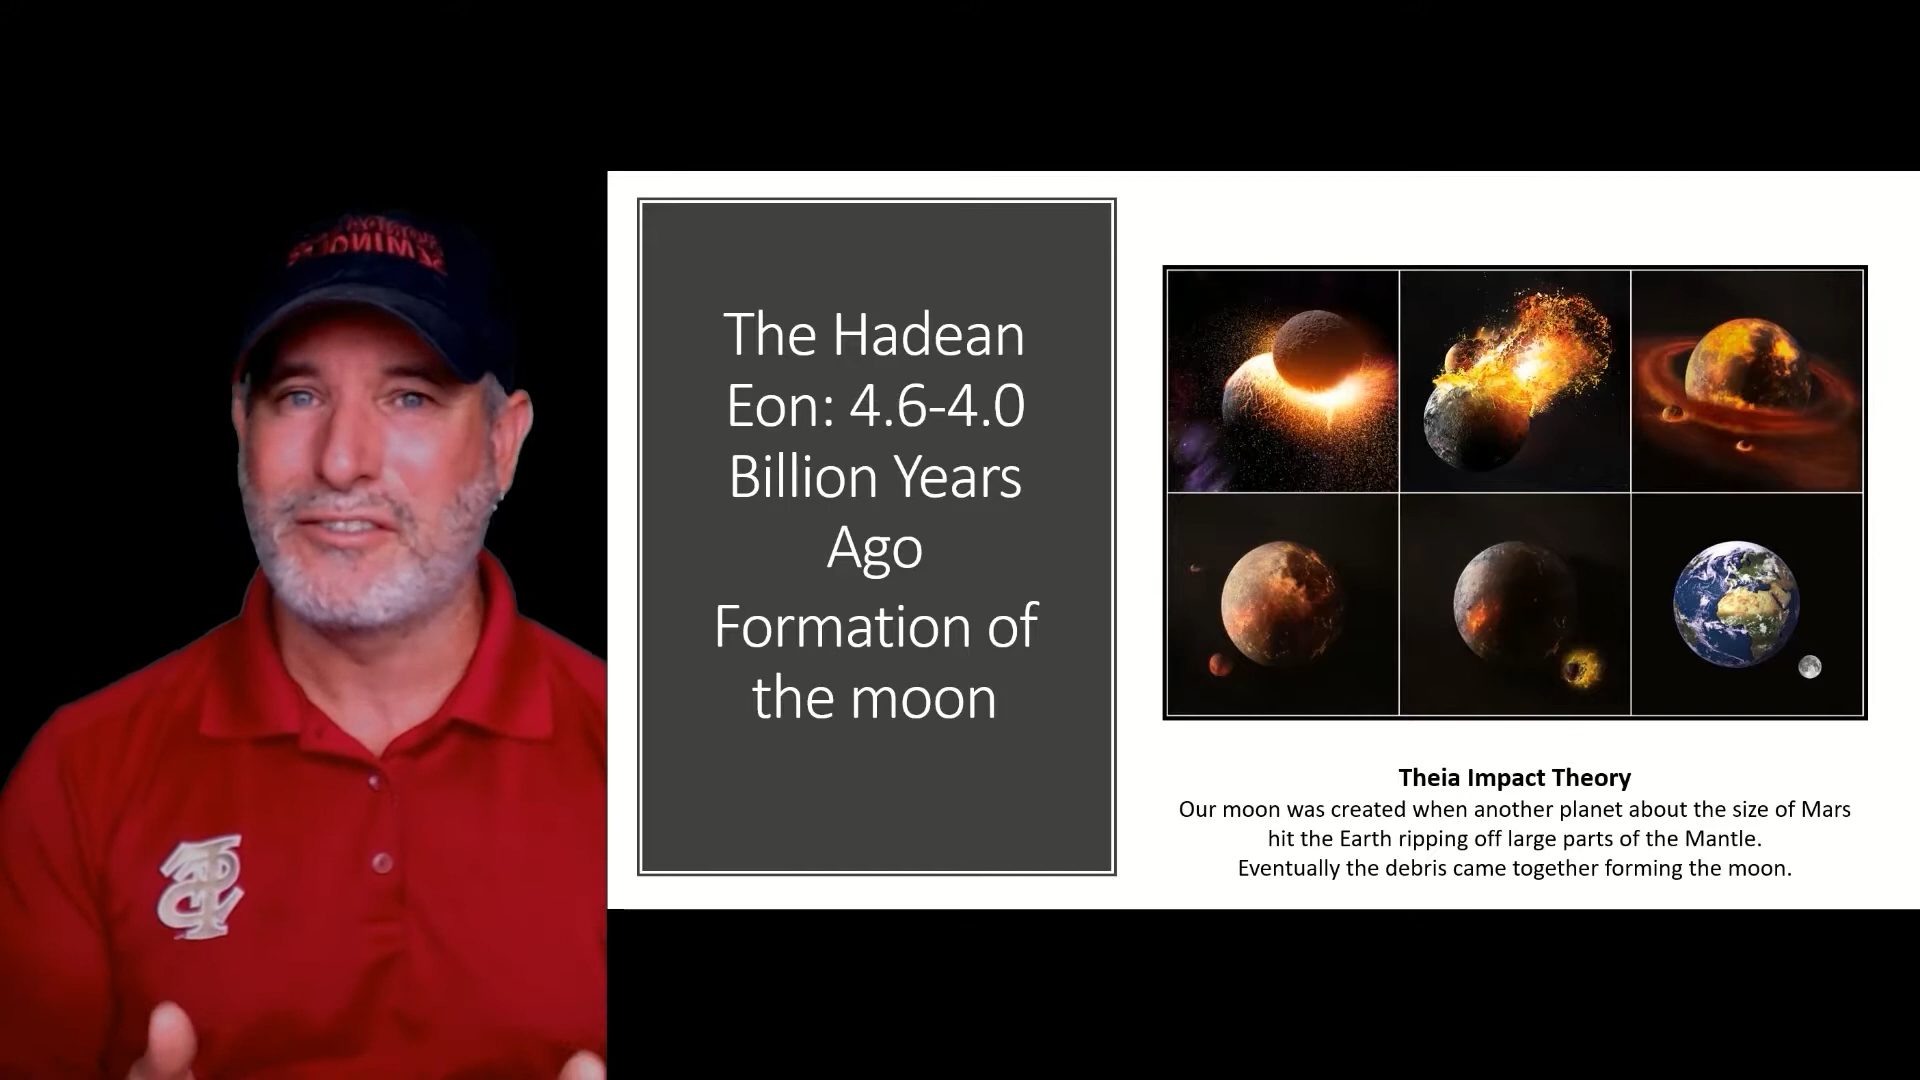 SEMINOLES
The Hadean
Eon: 4.6-4.0
Billion Years
Ago
Formation of
the moon
Theia Impact Theory
Our moon was created when another planet about the size of Mars
hit the Earth ripping off large parts of the Mantle.
Eventually the debris came together forming the moon.